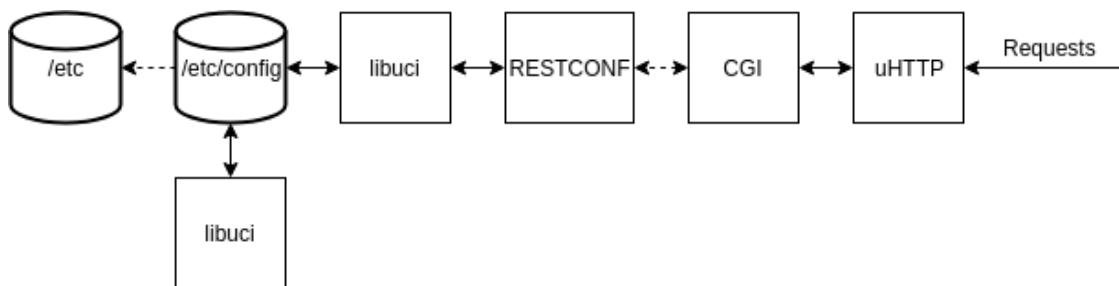 Requests
/etc
/etc/config
libuci
RESTCONF
CGI
uHTTP
libuci